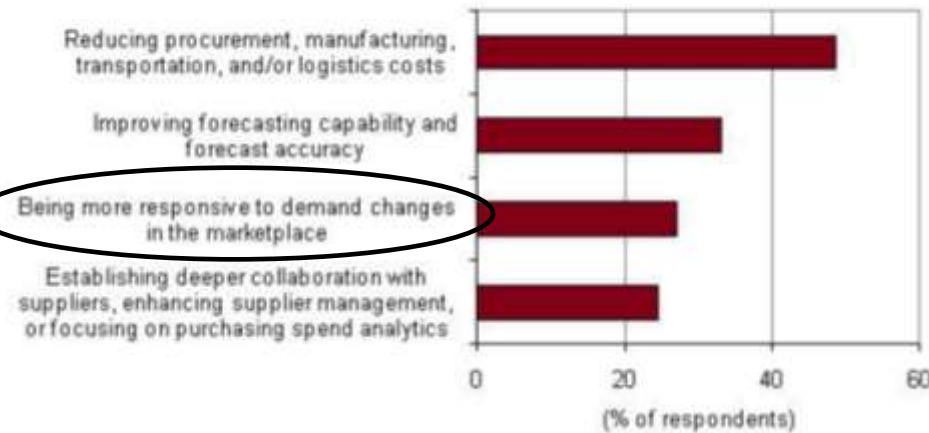 Reducing procurement, manufacturing,
transportation, and/or logistics costs
Improving forecasting capability and
forecast accuracy
Being more responsive to demand changes
in the marketplace
Establishing deeper collaboration with
suppliers, enhancing supplier management,
or focusing on purchasing spend analytics
0 20 40 60
(% of respondents)